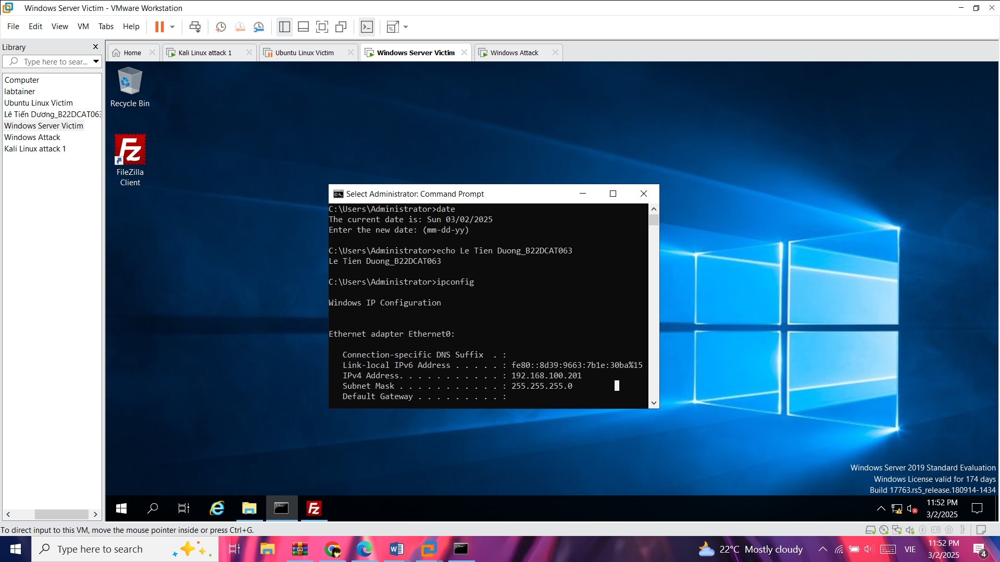 Windows Server Victim - VMware Workstation
File Edit View VM Tabs Help
Library
Type here to sear...
Computer
labtainer
Ubuntu Linux Victim
Lê Tiến Dương_B22DCAT063
Windows Server Victim
Windows Attack
Kali Linux attack 1
Home
Kali Linux attack 1
Ubuntu Linux Victim
Windows Server Victim
Windows Attack
Recycle Bin
FileZilla
Client
Select Administrator: Command Prompt
C:\Users\Administrator>date
The current date is: Sun 03/02/2025
Enter the new date: (mm-dd-yy)
C:\Users\Administrator>echo Le Tien Duong_B22DCAT063
Le Tien Duong_B22DCAT063
C:\Users\Administrator>ipconfig
Windows IP Configuration
Ethernet adapter Ethernet0:
Connection-specific DNS Suffix . :
Link-local IPv6 Address . . . . . : fe80::8d39:9663:7b1e:30ba%15
IPv4 Address. . . . . . . . . . . : 192.168.100.201
Subnet Mask . . . . . . . . . . . : 255.255.255.0
Default Gateway . . . . . . . . . :
Windows Server 2019 Standard Evaluation
Windows License valid for 174 days
Build 17763.rs5_release.180914-1434
11:52 PM
3/2/2025
To direct input to this VM, move the mouse pointer inside or press Ctrl+G.
Type here to search
22°C Mostly cloudy
VIE
11:52 PM
3/2/2025
4